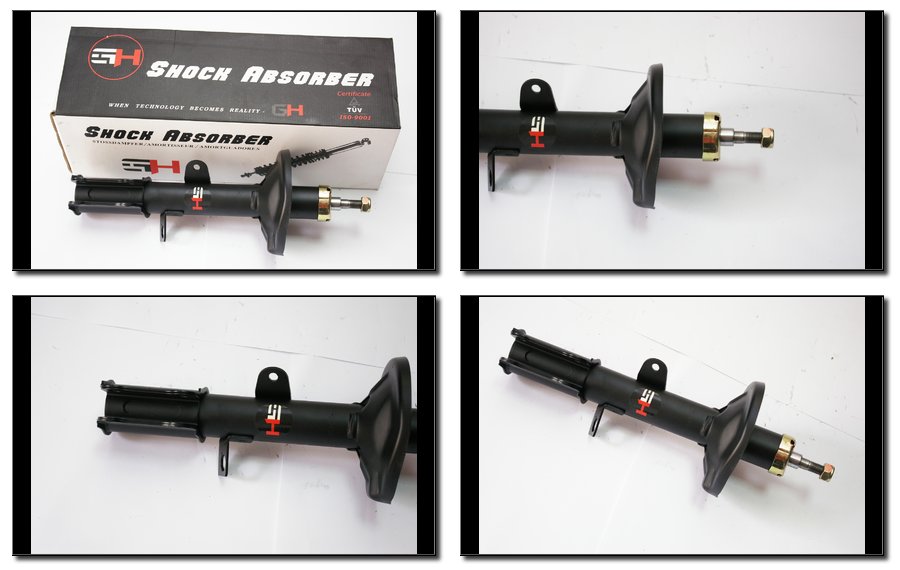 GH
SHOCK ABSORBER
Certificate
WHEN TECHNOLOGY BECOMES REALITY.
GH
TÜV
ISO-9001
SHOCK ABSORBER
STOSSDAMPFER/AMORTISSEUR/AMORTIGUADORES
GH
GH
GH
GH
GH